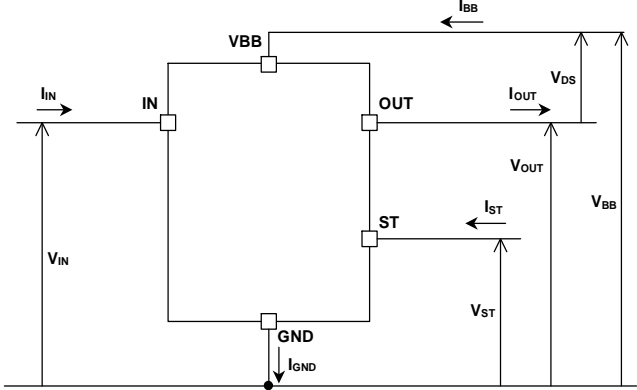 IBB
VBB
IIN
IN
OUT
IOUT
VDS
VOUT
VBB
IST
ST
VIN
VST
GND
IGND